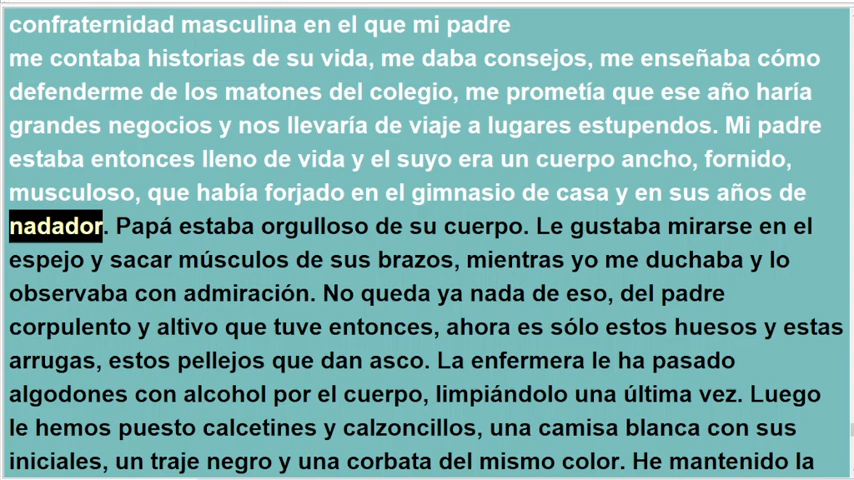 confraternidad masculina en el que mi padre
me contaba historias de su vida, me daba consejos, me enseñaba cómo
defenderme de los matones del colegio, me prometía que ese año haría
grandes negocios y nos llevaría de viaje a lugares estupendos. Mi padre
estaba entonces lleno de vida y el suyo era un cuerpo ancho, fornido,
musculoso, que había forjado en el gimnasio de casa y en sus años de
nadador. Papá estaba orgulloso de su cuerpo. Le gustaba mirarse en el
espejo y sacar músculos de sus brazos, mientras yo me duchaba y lo
observaba con admiración. No queda ya nada de eso, del padre
corpulento y altivo que tuve entonces, ahora es sólo estos huesos y estas
arrugas, estos pellejos que dan asco. La enfermera le ha pasado
algodones con alcohol por el cuerpo, limpiándolo una última vez. Luego
le hemos puesto calcetines y calzoncillos, una camisa blanca con sus
iniciales, un traje negro y una corbata del mismo color. He mantenido la